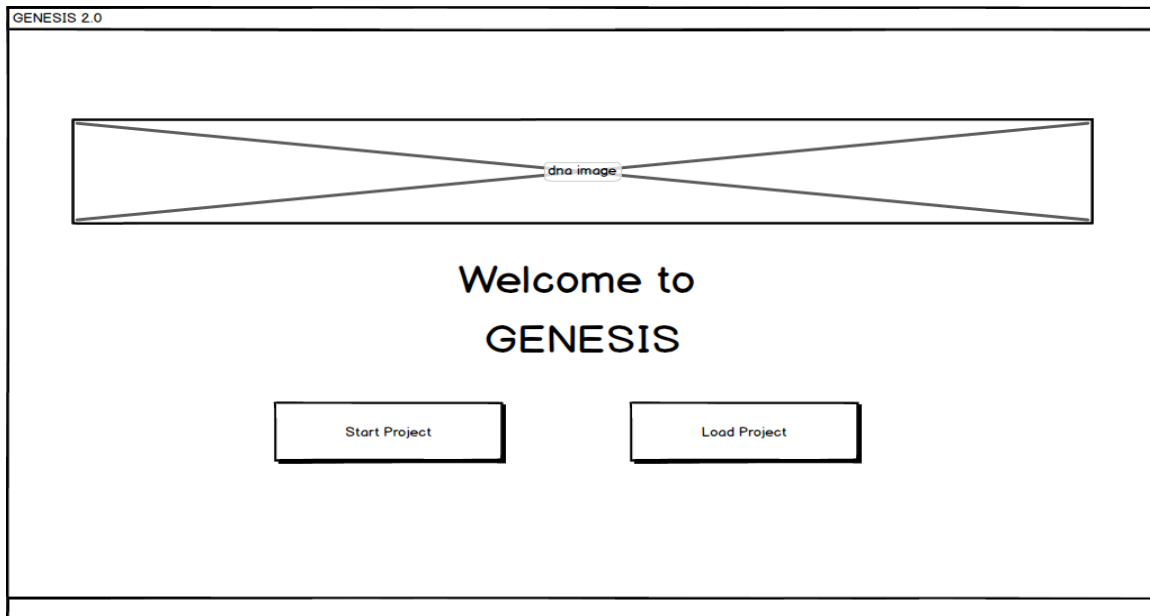 GENESIS 2.0
dna image
Welcome to
GENESIS
Start Project
Load Project